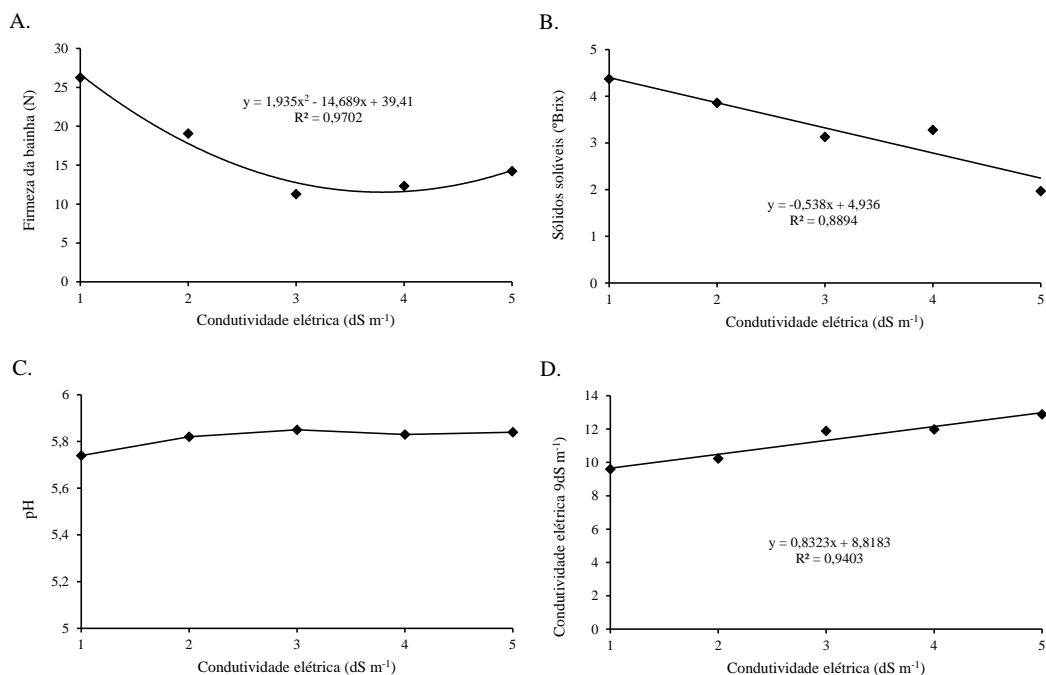 A.
30
25
20
15
10
5
0
Firmeza da bainha (N)
y = 1,935x² - 14,689x + 39,41
R² = 0,9702
1 2 3 4 5
Condutividade elétrica (dS m⁻¹)
B.
5
4
3
2
1
0
Sólidos solúveis (ºBrix)
y = -0,538x + 4,936
R² = 0,8894
1 2 3 4 5
Condutividade elétrica (dS m⁻¹)
C.
6
5,8
5,6
5,4
5,2
5
pH
1 2 3 4 5
Condutividade elétrica (dS m⁻¹)
D.
14
12
10
8
6
4
2
0
Condutividade elétrica 9dS m⁻¹)
y = 0,8323x + 8,8183
R² = 0,9403
1 2 3 4 5
Condutividade elétrica (dS m⁻¹)